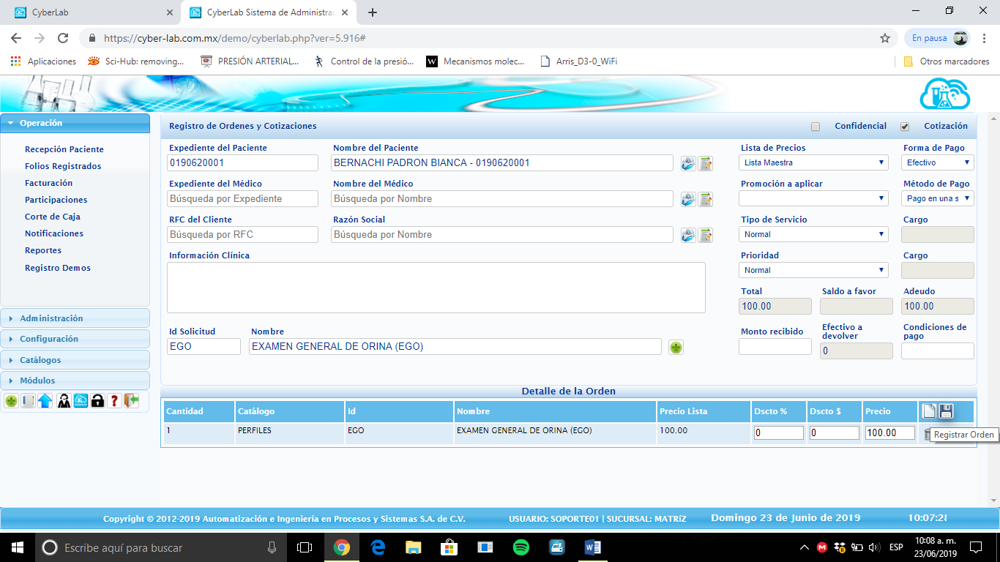 CyberLab
CyberLab Sistema de Administrac
https://cyber-lab.com.mx/demo/cyberlab.php?ver=5.916#
En pausa
Aplicaciones
Sci-Hub: removing...
PRESIÓN ARTERIAL...
Control de la presió...
Mecanismos molec...
Arris_D3-0_WiFi
Otros marcadores
Operación
Recepción Paciente
Folios Registrados
Facturación
Participaciones
Corte de Caja
Notificaciones
Reportes
Registro Demos
Administración
Configuración
Catálogos
Módulos
Registro de Ordenes y Cotizaciones
Confidencial
Cotización
Expediente del Paciente
Nombre del Paciente
0190620001
BERNACHI PADRON BIANCA - 0190620001
Expediente del Médico
Nombre del Médico
Búsqueda por Expediente
Búsqueda por Nombre
RFC del Cliente
Razón Social
Búsqueda por RFC
Búsqueda por Nombre
Información Clínica
Id Solicitud
Nombre
EGO
EXAMEN GENERAL DE ORINA (EGO)
Lista de Precios
Forma de Pago
Lista Maestra
Efectivo
Promoción a aplicar
Método de Pago
Pago en una s
Tipo de Servicio
Cargo
Normal
Prioridad
Cargo
Normal
Total
Saldo a favor
Adeudo
100.00
100.00
Monto recibido
Efectivo a devolver
Condiciones de pago
0
Detalle de la Orden
Cantidad
Catálogo
Id
Nombre
Precio Lista
Dscto %
Dscto $
Precio
1
PERFILES
EGO
EXAMEN GENERAL DE ORINA (EGO)
100.00
0
0
100.00
Registrar Orden
Copyright © 2012-2019 Automatización e Ingeniería en Procesos y Sistemas S.A. de C.V.
USUARIO: SOPORTE01 | SUCURSAL: MATRíZ
Domingo 23 de Junio de 2019
10:07:28
Escribe aquí para buscar
ESP
10:08 a. m.
23/06/2019